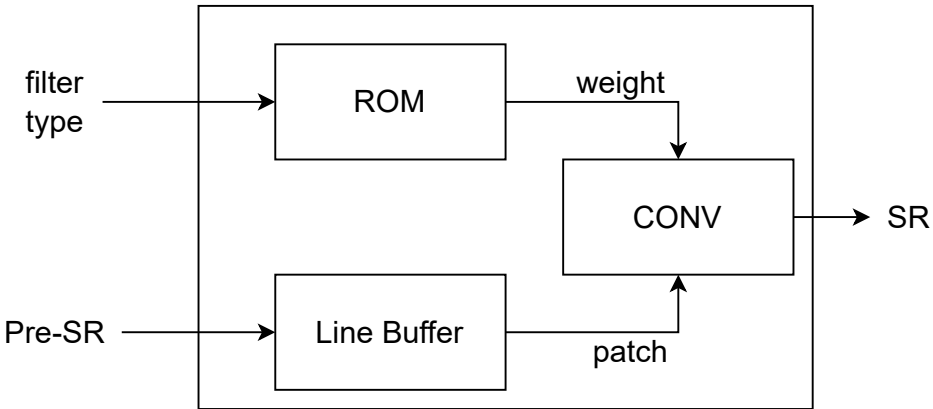 filter
type
ROM
weight
CONV
SR
Pre-SR
Line Buffer
patch